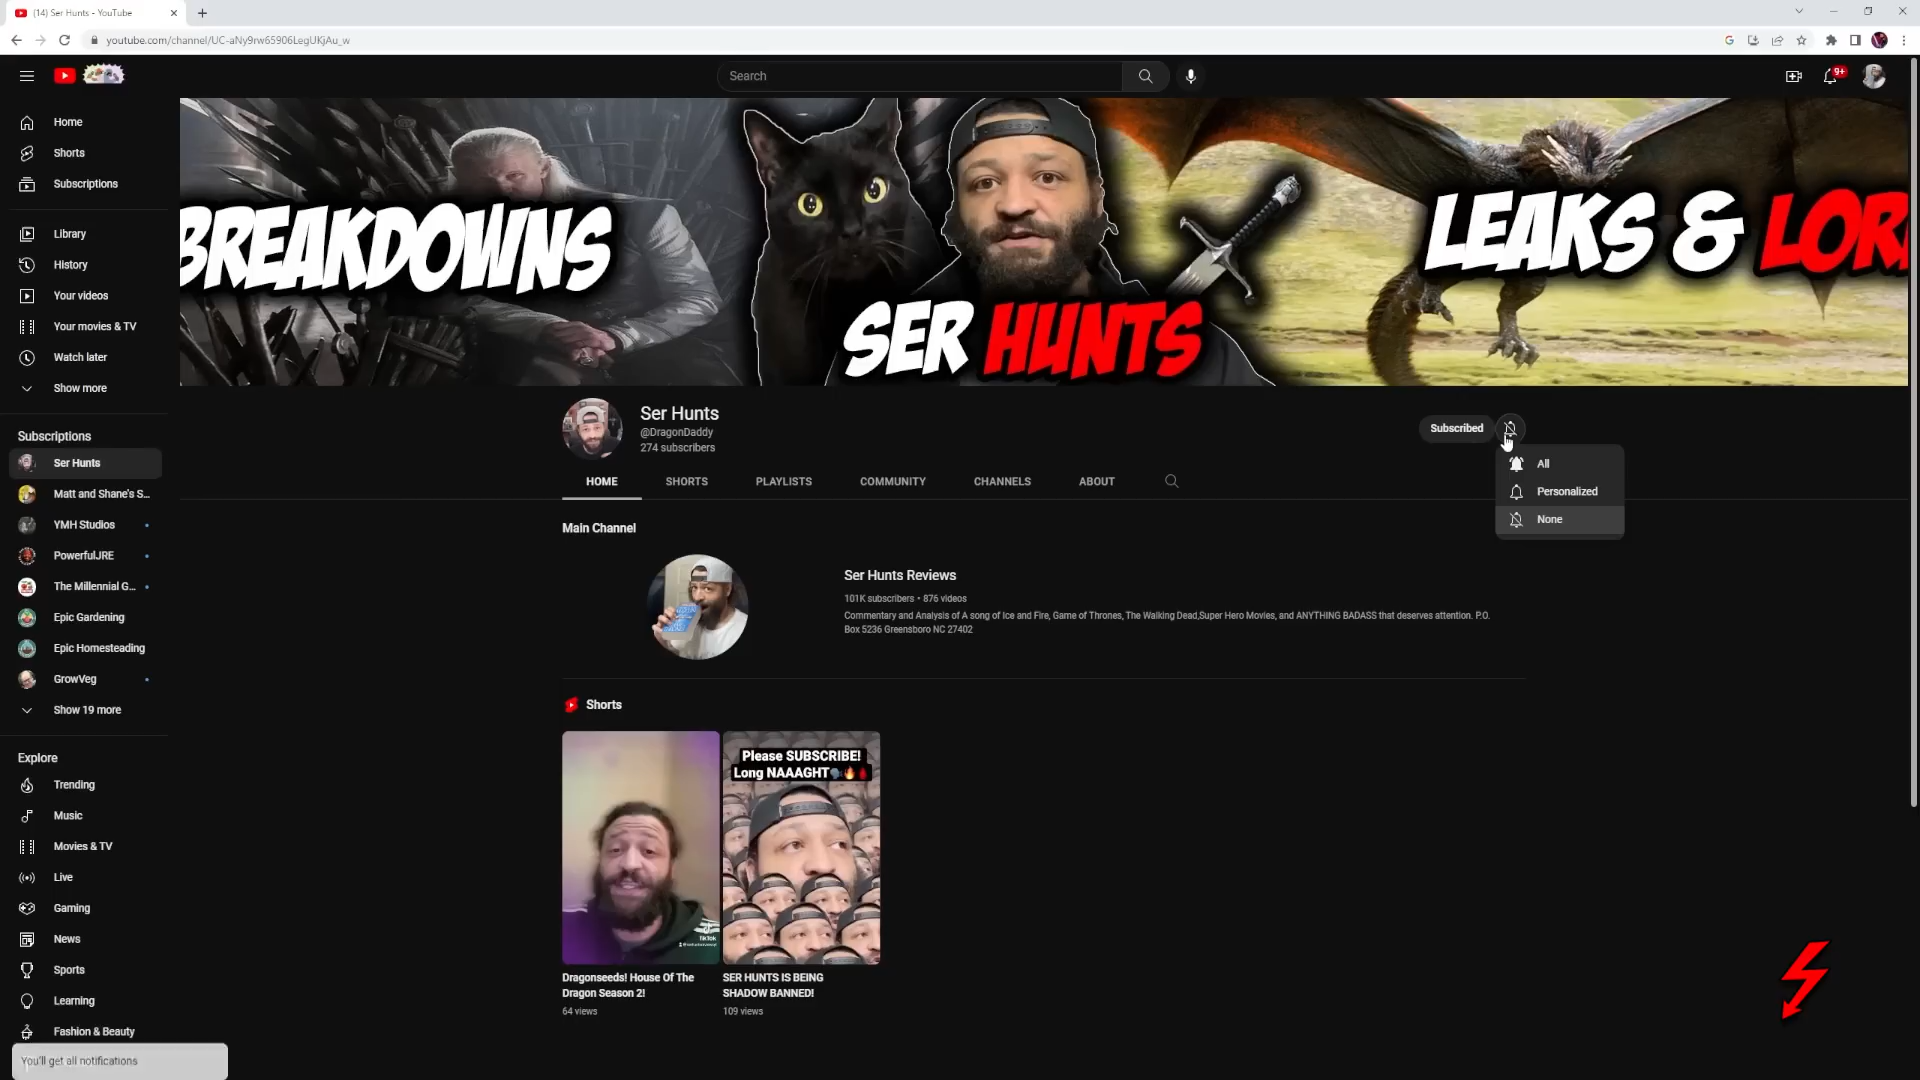 (14) Ser Hunts - YouTube
youtube.com/channel/UC-aNy9rw65906LegUKjAu_w
Search
9+
Home
Shorts
Subscriptions
Library
History
Your videos
Your movies & TV
Watch later
Show more
Subscriptions
Ser Hunts
Matt and Shane's S...
YMH Studios
PowerfulJRE
The Millennial G...
Epic Gardening
Epic Homesteading
GrowVeg
Show 19 more
Explore
Trending
Music
Movies & TV
Live
Gaming
News
Sports
Learning
Fashion & Beauty
You'll get all notifications
BREAKDOWNS
SER HUNTS
LEAKS & LOR
Ser Hunts
@DragonDaddy
274 subscribers
Subscribed
All
Personalized
None
HOME
SHORTS
PLAYLISTS
COMMUNITY
CHANNELS
ABOUT
Main Channel
Ser Hunts Reviews
101K subscribers • 876 videos
Commentary and Analysis of A song of Ice and Fire, Game of Thrones, The Walking Dead,Super Hero Movies, and ANYTHING BADASS that deserves attention. P.O.
Box 5236 Greensboro NC 27402
Shorts
TikTok
Please SUBSCRIBE!
Long NAAAGHT
Dragonseeds! House Of The
Dragon Season 2!
64 views
SER HUNTS IS BEING
SHADOW BANNED!
109 views